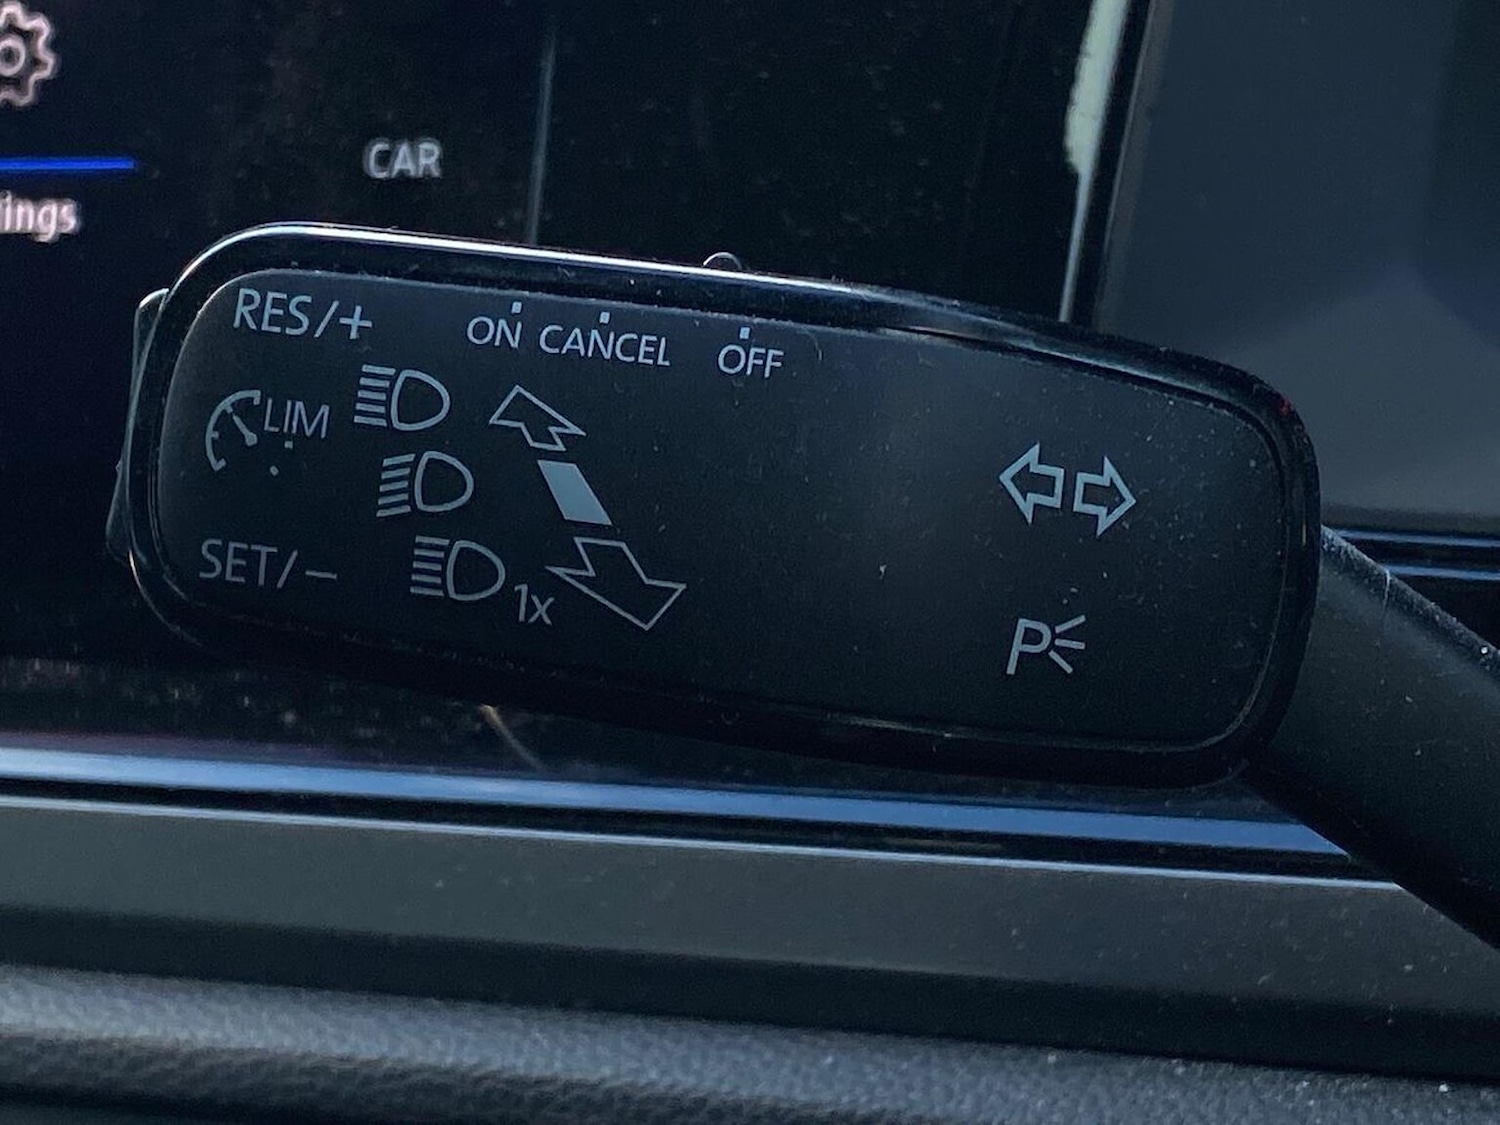 CAR
ings
RES/+
ON CANCEL OFF
LIM
SET/-
1x
P